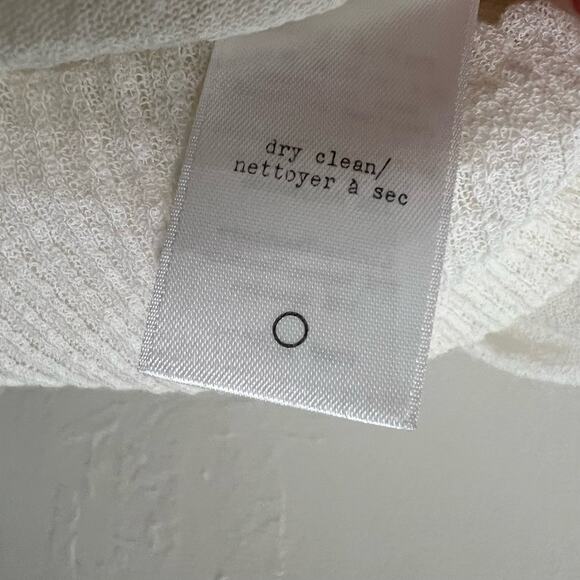 dry clean/
nettoyer à sec